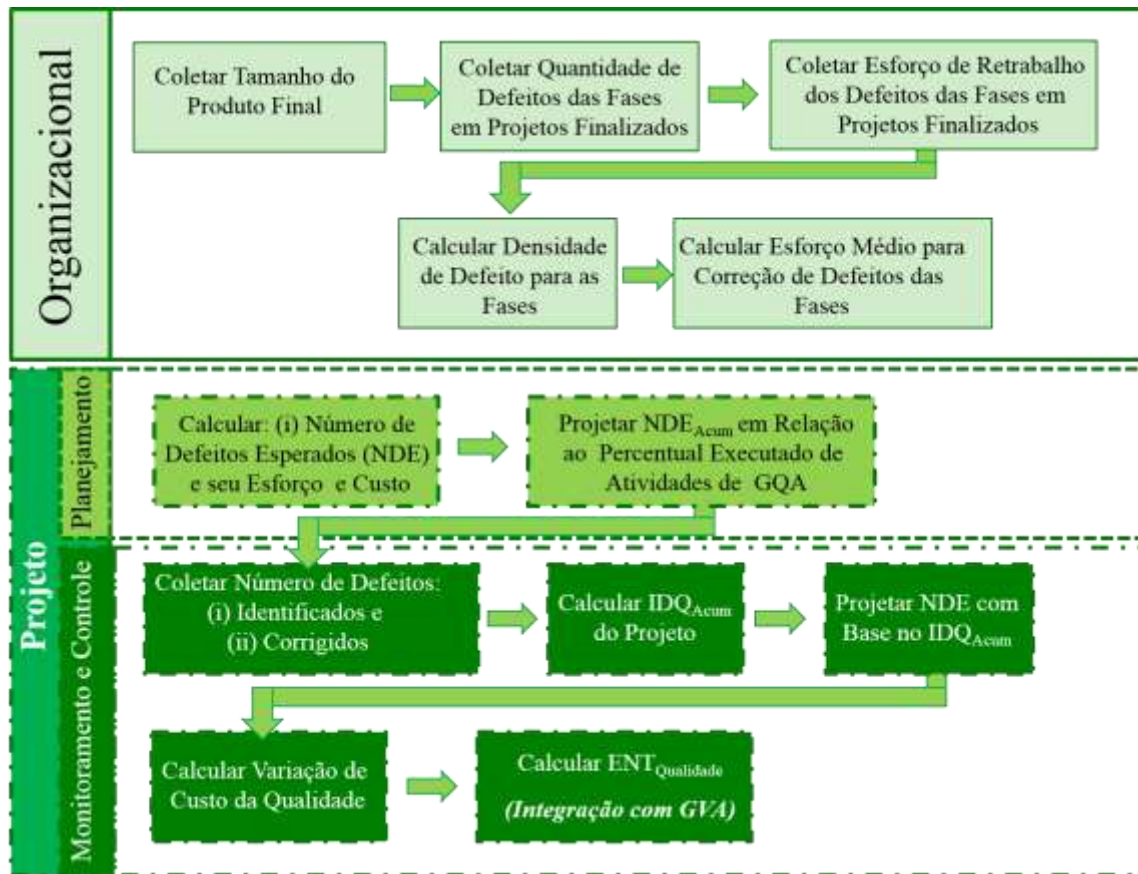 Organizacional
Coletar Tamanho do
Produto Final
Coletar Quantidade de
Defeitos das Fases
em Projetos Finalizados
Coletar Esforço de Retrabalho
dos Defeitos das Fases em
Projetos Finalizados
Calcular Densidade
de Defeito para as
Fases
Calcular Esforço Médio para
Correção de Defeitos das
Fases
Projeto
Planejamento
Calcular: (i) Número de
Defeitos Esperados (NDE)
e seu Esforço e Custo
Projetar NDEAcum em Relação
ao Percentual Executado de
Atividades de GQA
Monitoramento e Controle
Coletar Número de Defeitos:
(i) Identificados e
(ii) Corrigidos
Calcular IDQAcum
do Projeto
Projetar NDE com
Base no IDQAcum
Calcular Variação de
Custo da Qualidade
Calcular ENTQualidade
(Integração com GVA)